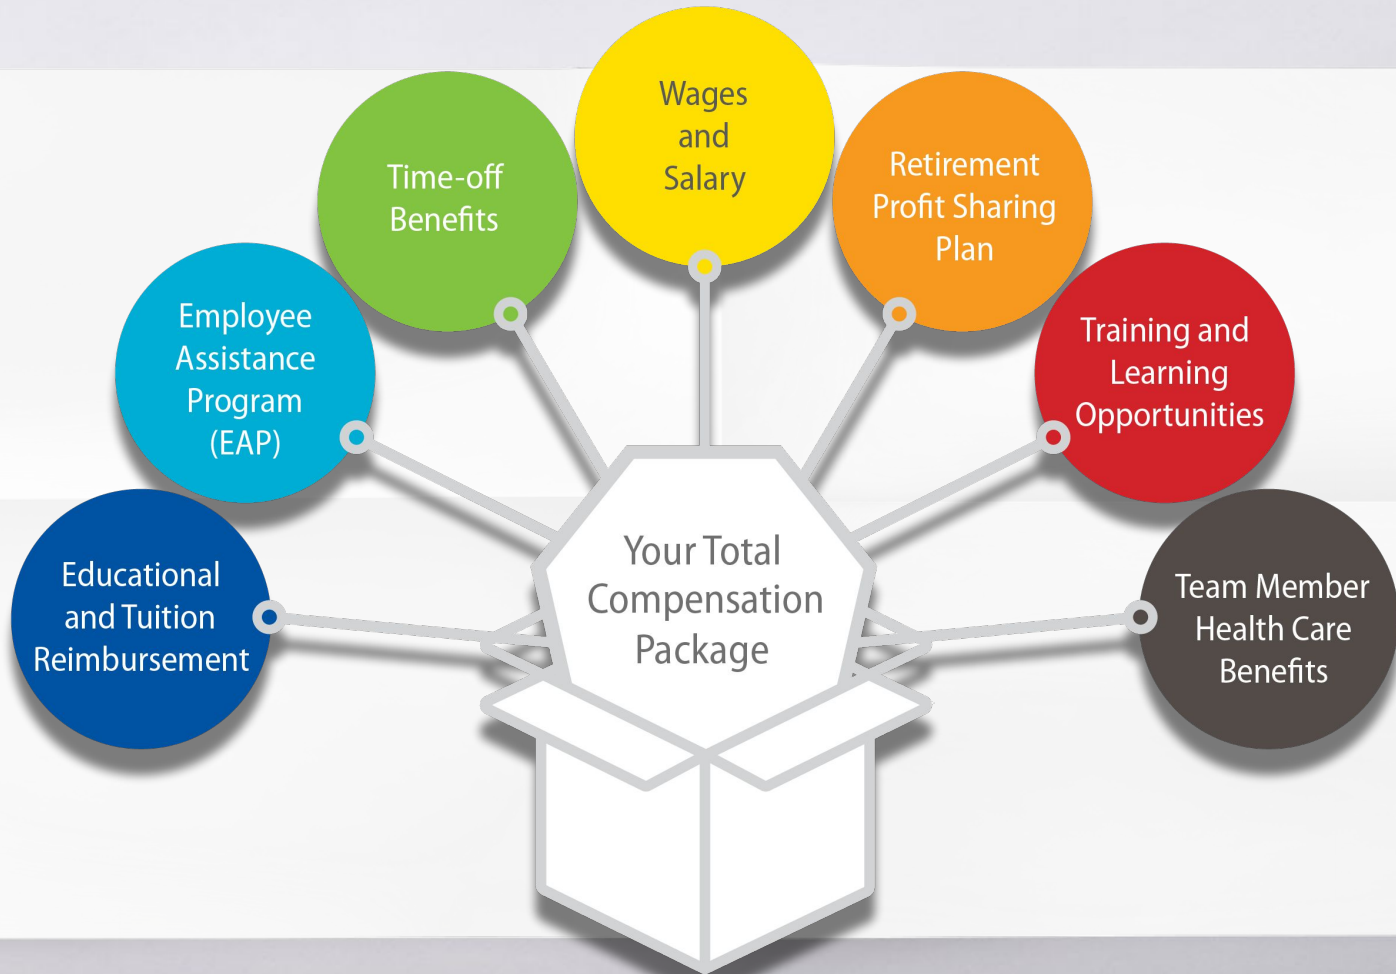 Wages
and
Salary
Time-off
Benefits
Retirement
Profit Sharing
Plan
Employee
Assistance
Program
(EAP)
Training and
Learning
Opportunities
Educational
and Tuition
Reimbursement
Your Total
Compensation
Package
Team Member
Health Care
Benefits